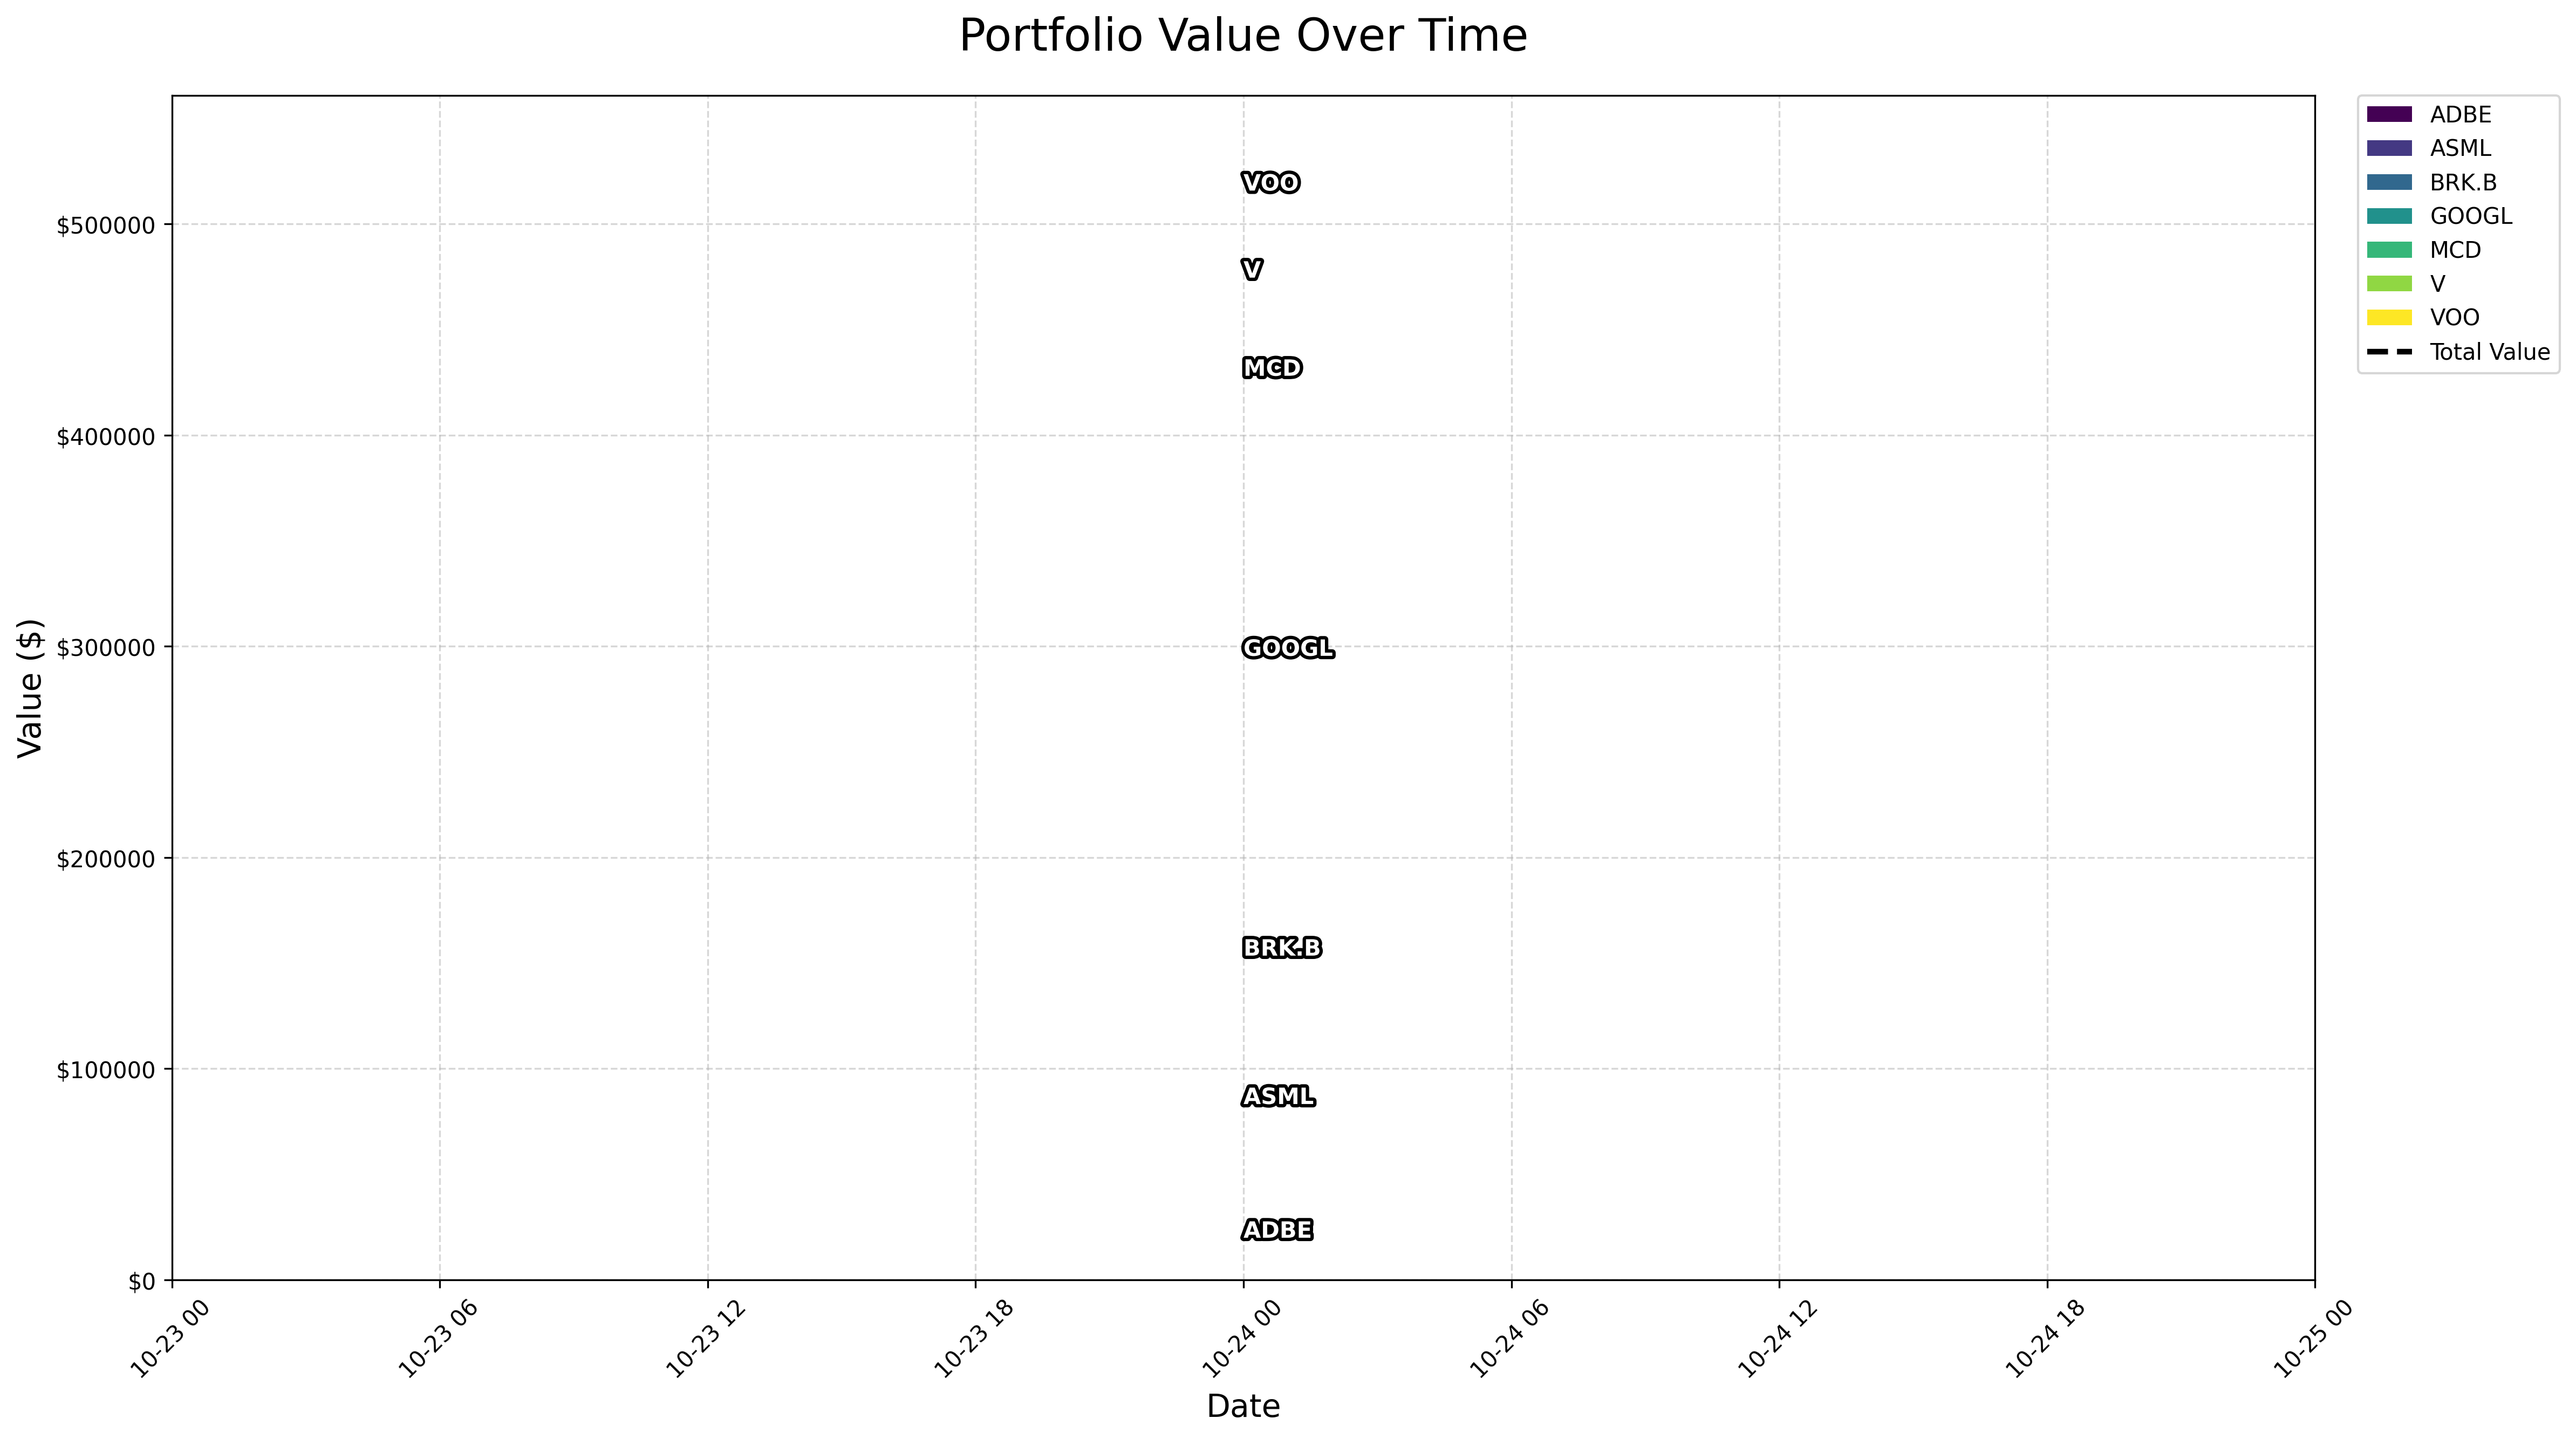 Portfolio Value Over Time
ADBE
ASML
BRK.B
GOOGL
MCD
V
VOO
Total Value
Value ($)
$500000
$400000
$300000
$200000
$100000
$0
VOO
V
MCD
GOOGL
BRK.B
ASML
ADBE
10-23 00
10-23 06
10-23 12
10-23 18
10-24 00
10-24 06
10-24 12
10-24 18
10-25 00
Date